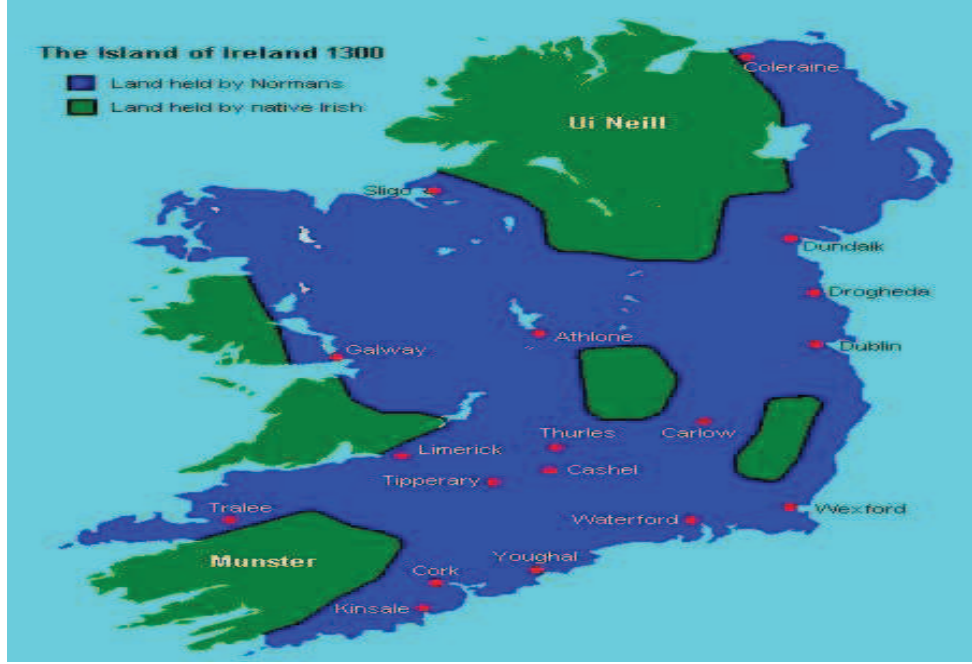 The Island of Ireland 1300
Land held by Normans
Land held by native Irish
Coleraine
Ui Neill
Sligo
Dundalk
Drogheda
Athlone
Dublin
Galway
Carlow
Thurles
Limerick
Cashel
Tipperary
Tralee
Wexford
Waterford
Youghal
Munster
Cork
Kinsale